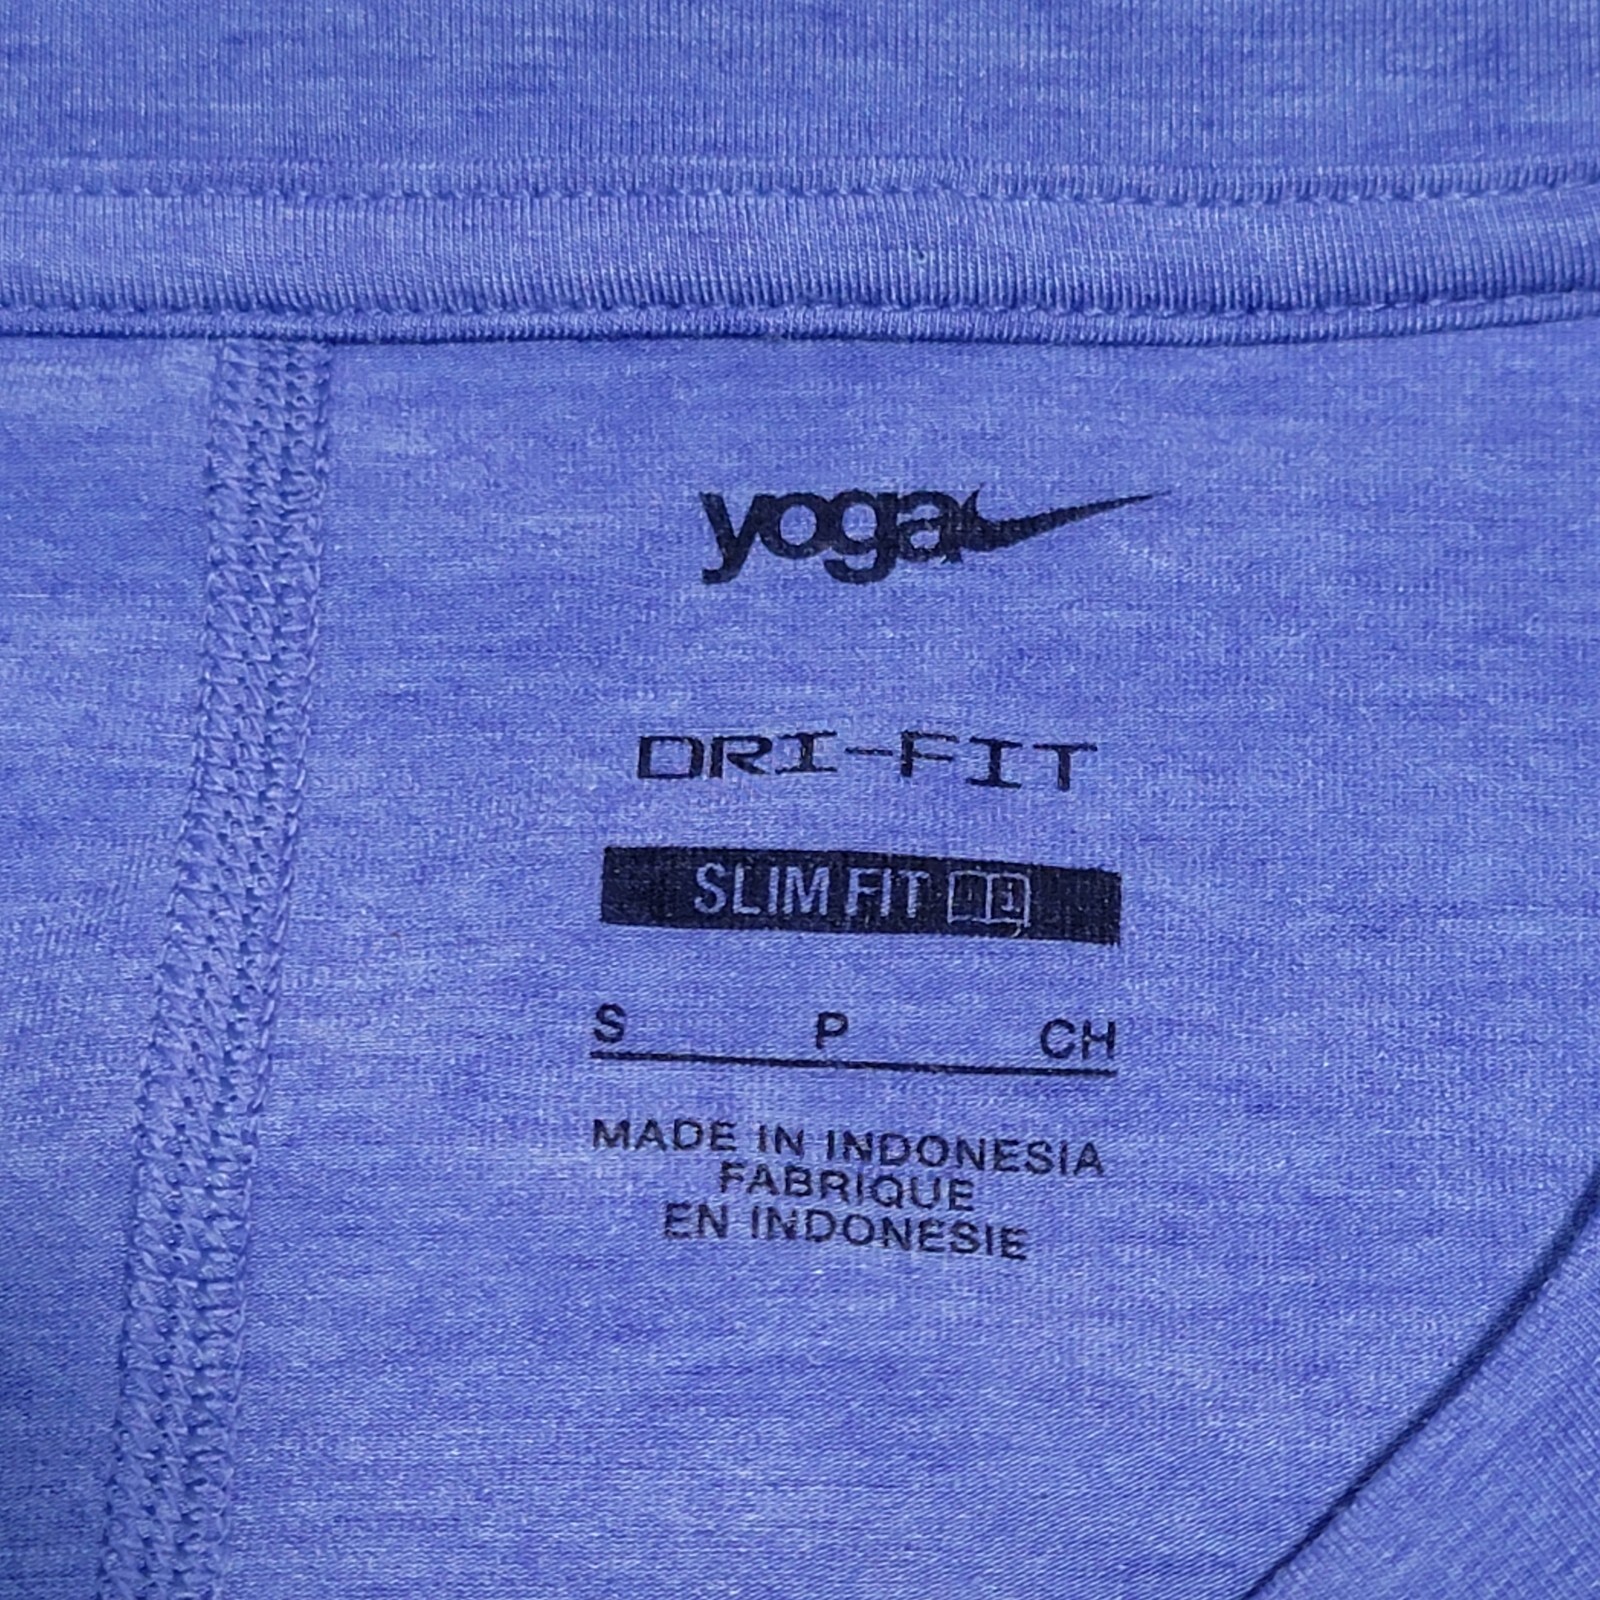 yoga
DRI-FIT
SLIM FIT
S P CH
MADE IN INDONESIA
FABRIQUE
EN INDONESIE